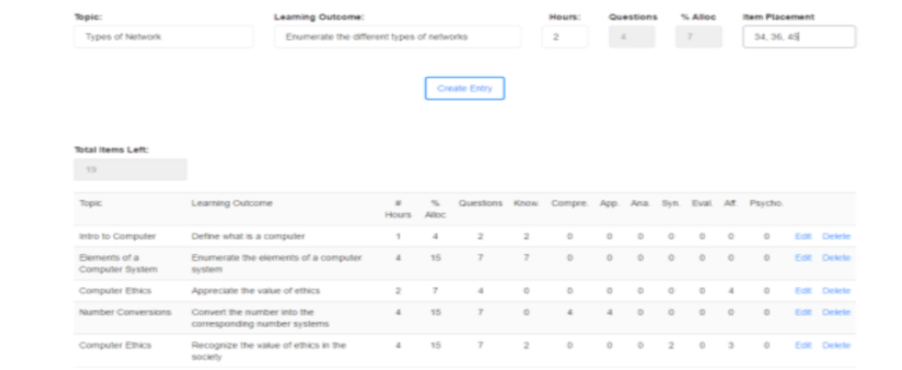 Topic: Learning Outcome: Hours: Questions % Alloc Item Placement
Types of Network Enumerate the different types of networks 2 4 7 34, 36, 45
Create Entry
Total Items Left:
19
Topic Learning Outcome # Hours % Alloc Questions Know. Compre. App. Ana. Syn. Eval. Aff. Psycho.
Intro to Computer Define what is a computer 1 4 2 2 0 0 0 0 0 0 0 Edit Delete
Elements of a Enumerate the elements of a computer 4 15 7 7 0 0 0 0 0 0 0 Edit Delete
Computer System system
Computer Ethics Appreciate the value of ethics 2 7 4 0 0 0 0 0 0 4 0 Edit Delete
Number Conversions Convert the number into the 4 15 7 0 4 4 0 0 0 0 0 Edit Delete
corresponding number systems
Computer Ethics Recognize the value of ethics in the 4 15 7 2 0 0 0 2 0 3 0 Edit Delete
society